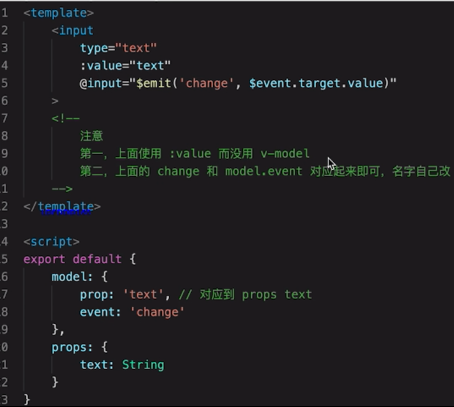 1 <template>
2 <input
3 type="text"
4 :value="text"
5 @input="$emit('change', $event.target.value)"
6 >
7 <!--
8 注意
9 第一，上面使用 :value 而没用 v-model
0 第二，上面的 change 和 model.event 对应起来即可，名字自己改
1 -->
2 </template>
3
4 <script>
5 export default {
6 model: {
7 prop: 'text', // 对应到 props text
8 event: 'change'
9 },
0 props: {
1 text: String
2 }
3 }